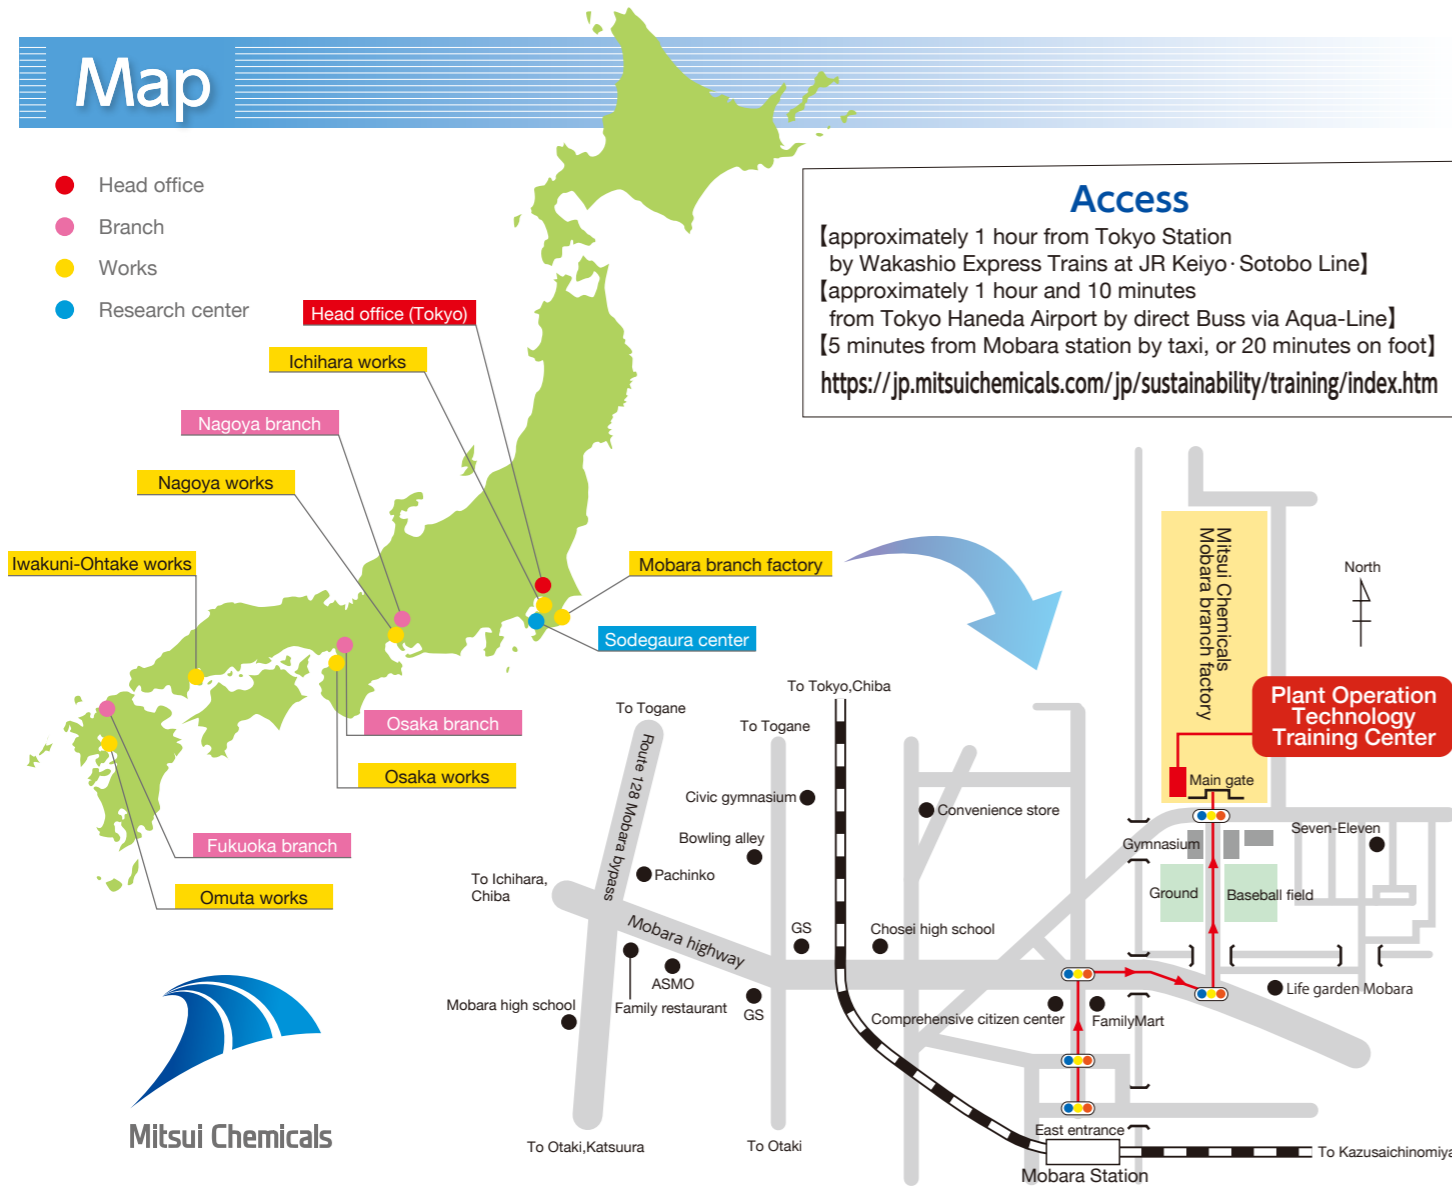 Map
Head office
Branch
Works
Research center
Head office (Tokyo)
Ichihara works
Nagoya branch
Nagoya works
Iwakuni-Ohtake works
Mobara branch factory
Sodegaura center
Osaka branch
Osaka works
Fukuoka branch
Omuta works
Access
【approximately 1 hour from Tokyo Station
by Wakashio Express Trains at JR Keiyo·Sotobo Line】
【approximately 1 hour and 10 minutes
from Tokyo Haneda Airport by direct Buss via Aqua-Line】
【5 minutes from Mobara station by taxi, or 20 minutes on foot】
https://jp.mitsuichemicals.com/jp/sustainability/training/index.htm
Mitsui Chemicals
Mobara branch factory
North
Plant Operation
Technology
Training Center
Main gate
To Tokyo,Chiba
To Togane
To Togane
Route 128 Mobara bypass
Civic gymnasium
Convenience store
Bowling alley
Pachinko
Gymnasium
Seven-Eleven
To Ichihara,
Chiba
Ground
Baseball field
Mobara highway
GS
Chosei high school
ASMO
Family restaurant
GS
Mobara high school
Life garden Mobara
Comprehensive citizen center
FamilyMart
East entrance
Mobara Station
To Kazusaichinomiya
To Otaki,Katsuura
To Otaki
Mitsui Chemicals